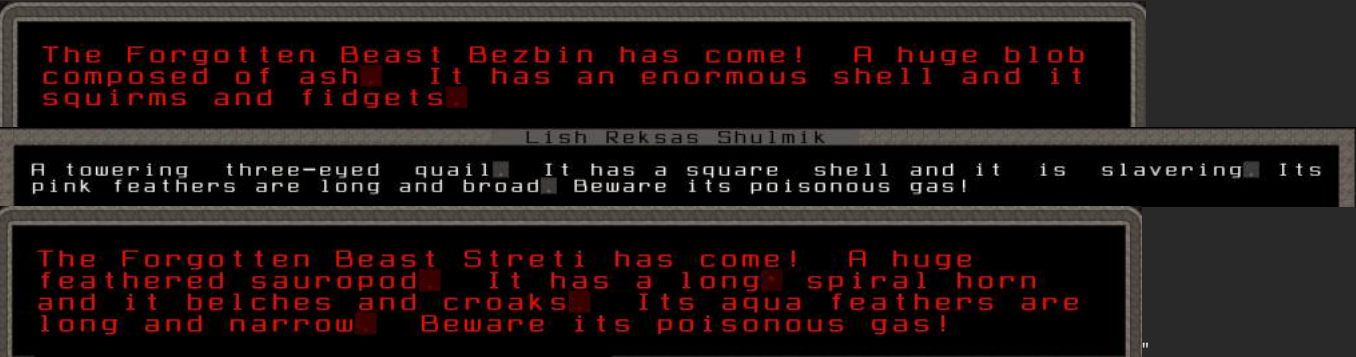 The Forgotten Beast Bezbin has come! A huge blob
composed of ash. It has an enormous shell and it
squirms and fidgets.
Lish Reksas Shulmik
A towering three-eyed quail. It has a square shell and it is slavering. Its
pink feathers are long and broad. Beware its poisonous gas!
The Forgotten Beast Streti has come! A huge
feathered sauropod. It has a long, spiral horn
and it belches and croaks. Its aqua feathers are
long and narrow. Beware its poisonous gas!
"